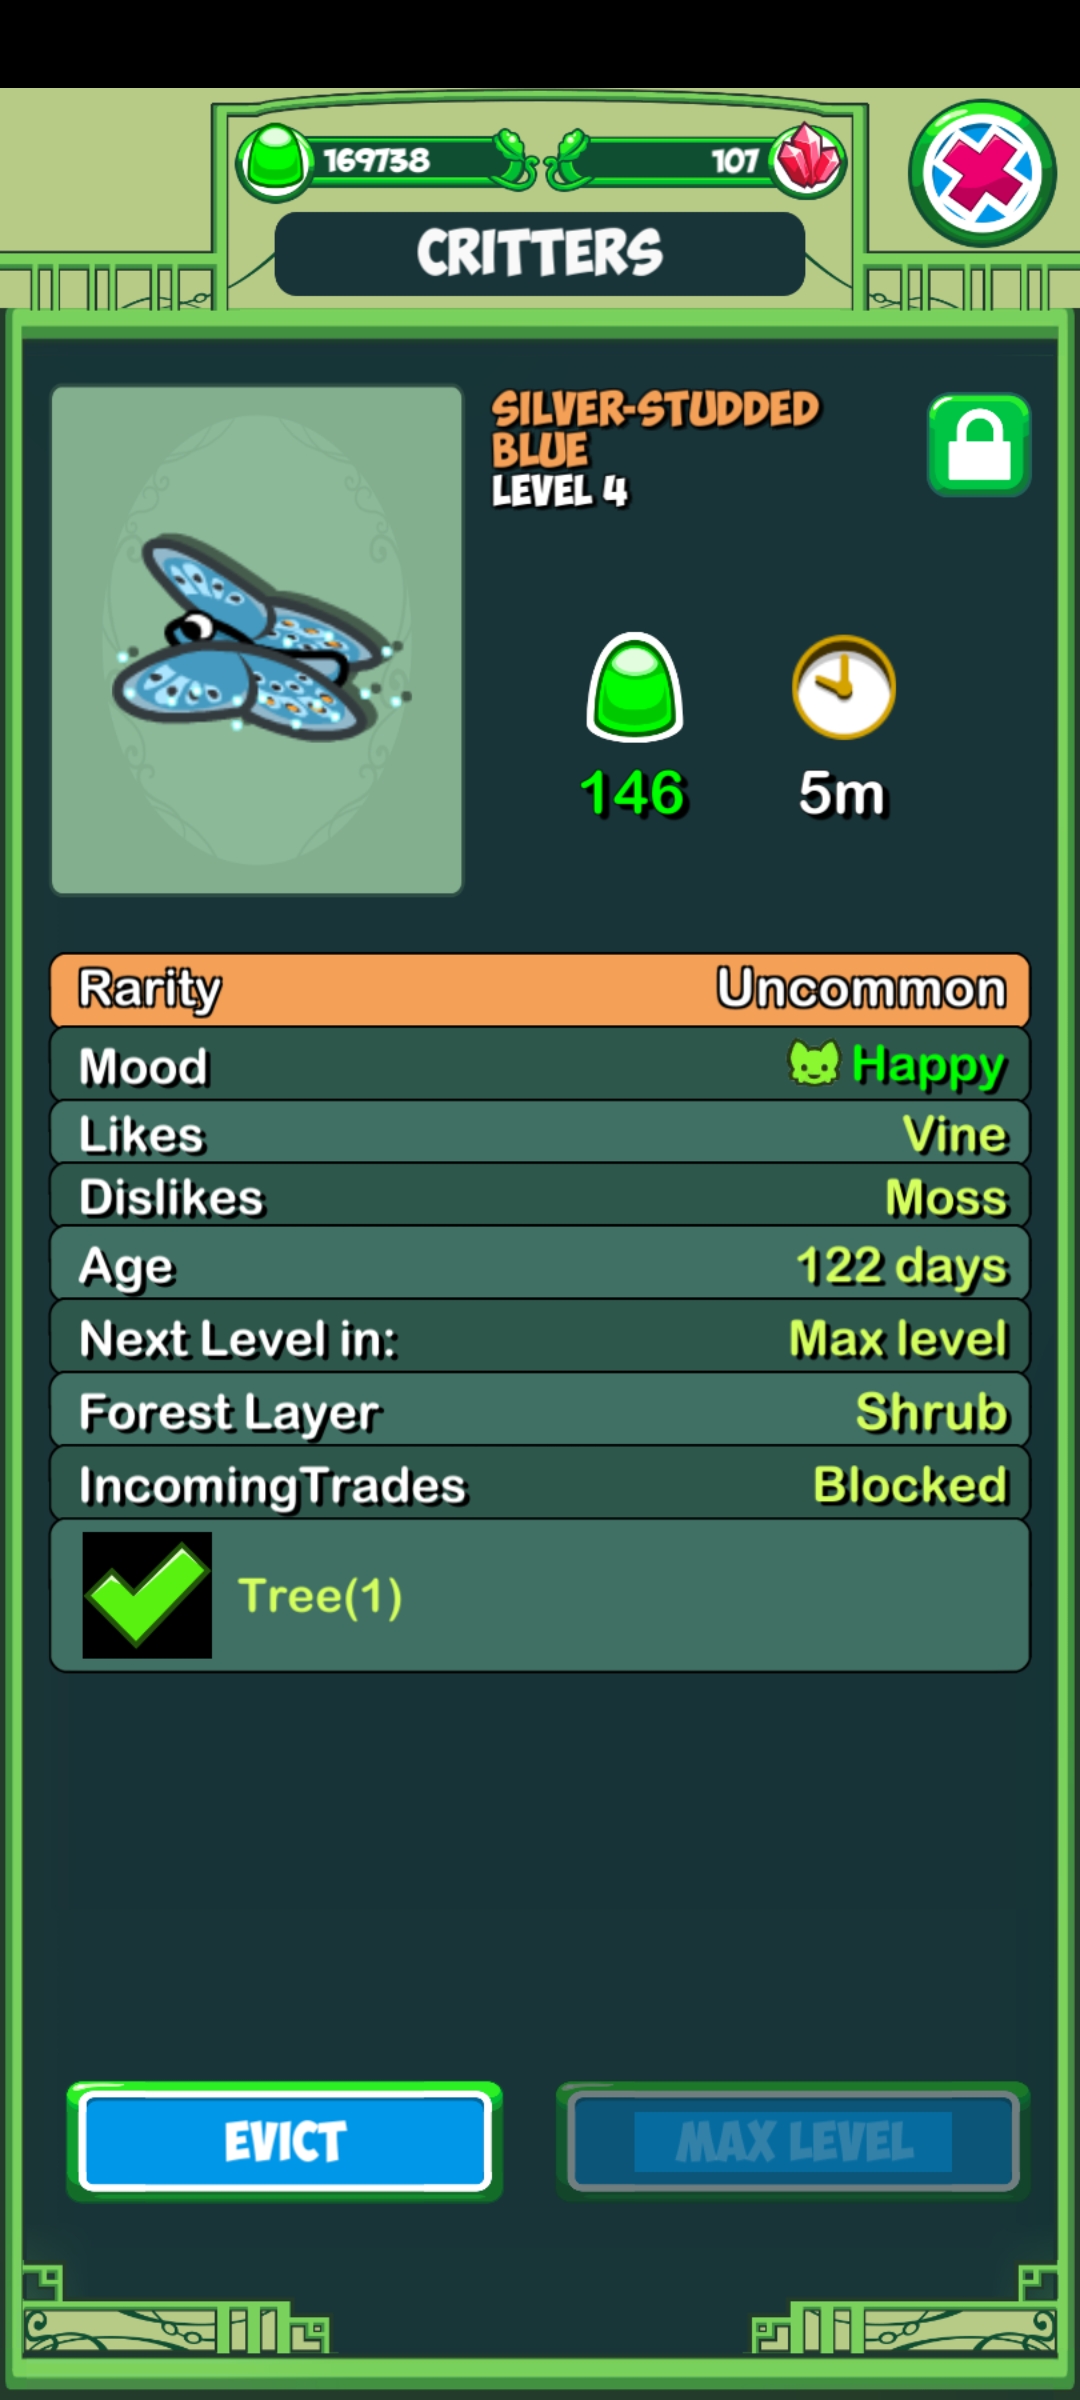 169738
107
CRITTERS
SILVER-STUDDED
BLUE
LEVEL 4
146
5m
Rarity Uncommon
Mood Happy
Likes Vine
Dislikes Moss
Age 122 days
Next Level in: Max level
Forest Layer Shrub
IncomingTrades Blocked
Tree(1)
EVICT
MAX LEVEL